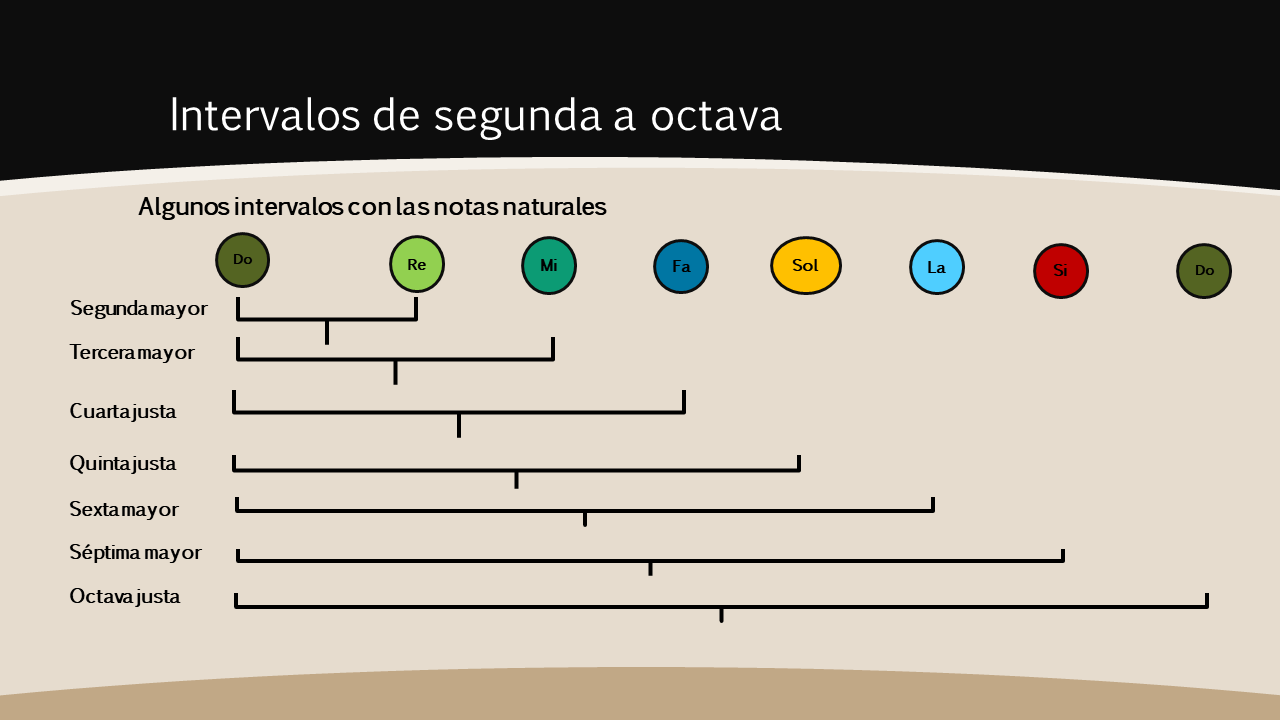 Intervalos de segunda a octava
Algunos intervalos con las notas naturales
Do Re Mi Fa Sol La Si Do
Segunda mayor
Tercera mayor
Cuarta justa
Quinta justa
Sexta mayor
Séptima mayor
Octava justa